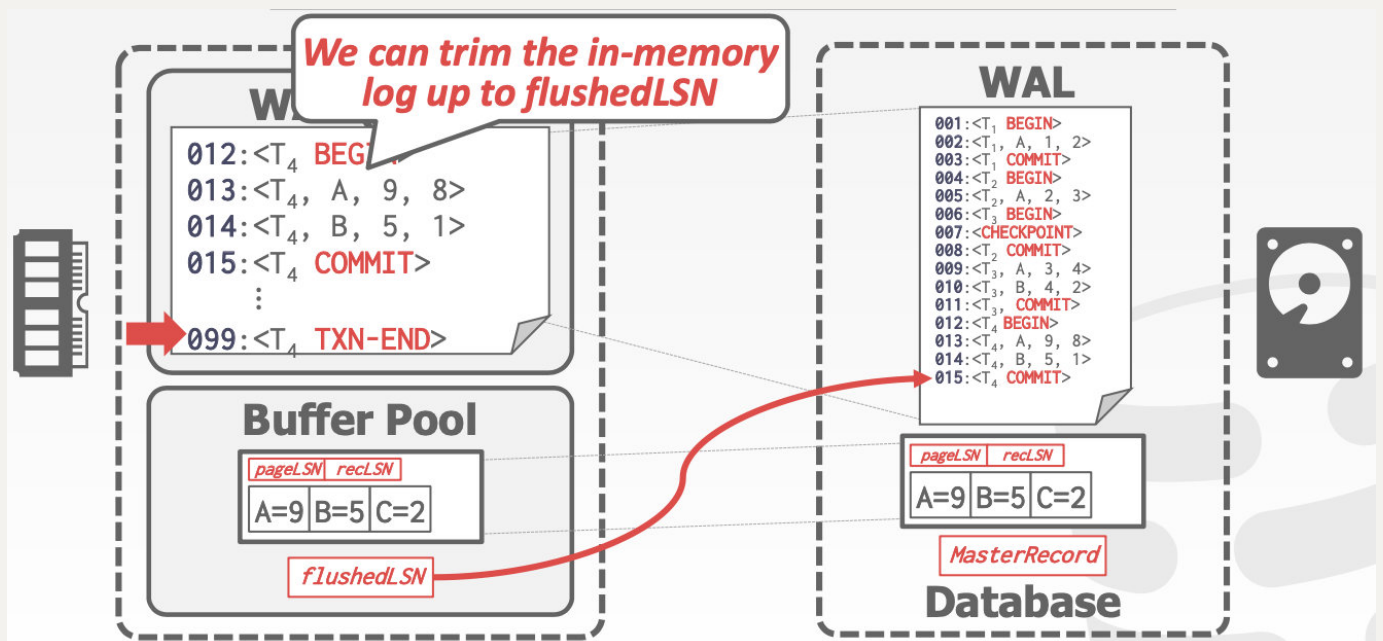 We can trim the in-memory
log up to flushedLSN
012:<T4 BEGIN>
013:<T4, A, 9, 8>
014:<T4, B, 5, 1>
015:<T4 COMMIT>
⋮
099:<T4 TXN-END>
Buffer Pool
pageLSN recLSN
A=9 B=5 C=2
flushedLSN
WAL
001:<T1 BEGIN>
002:<T1, A, 1, 2>
003:<T1 COMMIT>
004:<T2 BEGIN>
005:<T2, A, 2, 3>
006:<T3 BEGIN>
007:<CHECKPOINT>
008:<T2 COMMIT>
009:<T3, A, 3, 4>
010:<T3, B, 4, 2>
011:<T3, COMMIT>
012:<T4 BEGIN>
013:<T4, A, 9, 8>
014:<T4, B, 5, 1>
015:<T4 COMMIT>
pageLSN recLSN
A=9 B=5 C=2
MasterRecord
Database